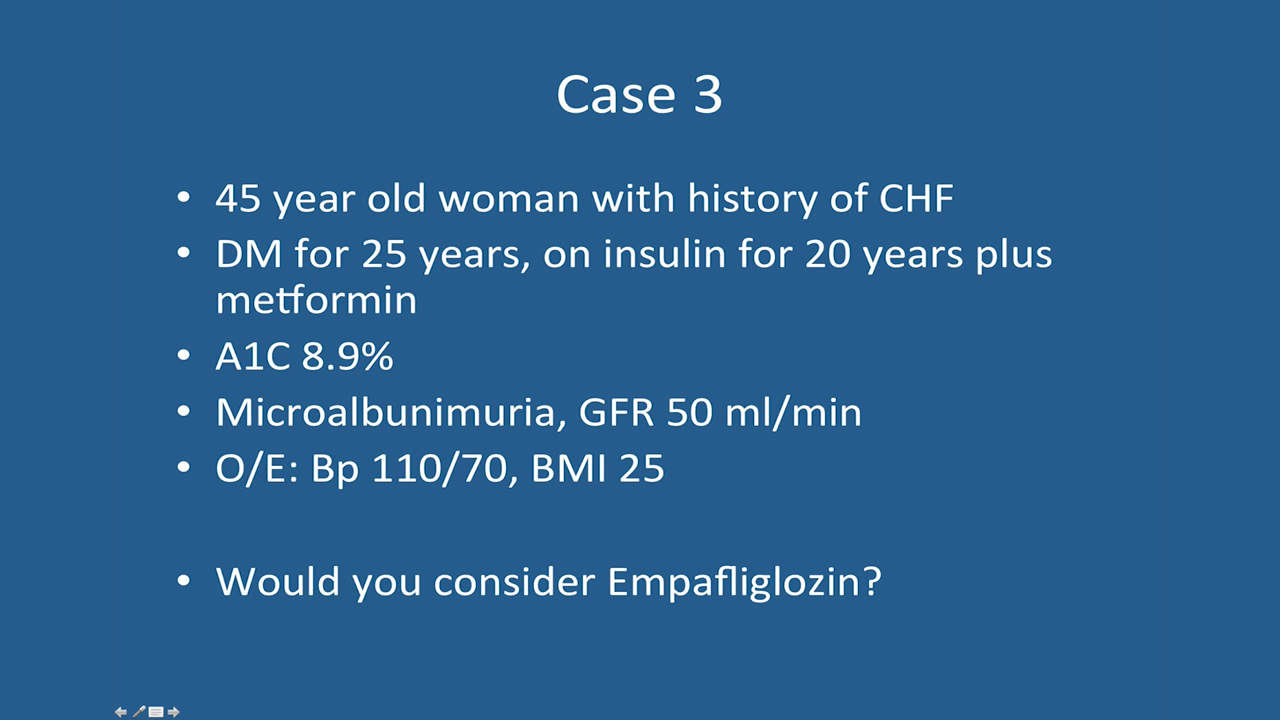 Case 3
• 45 year old woman with history of CHF
• DM for 25 years, on insulin for 20 years plus
metformin
• A1C 8.9%
• Microalbunimuria, GFR 50 ml/min
• O/E: Bp 110/70, BMI 25
• Would you consider Empafliglozin?